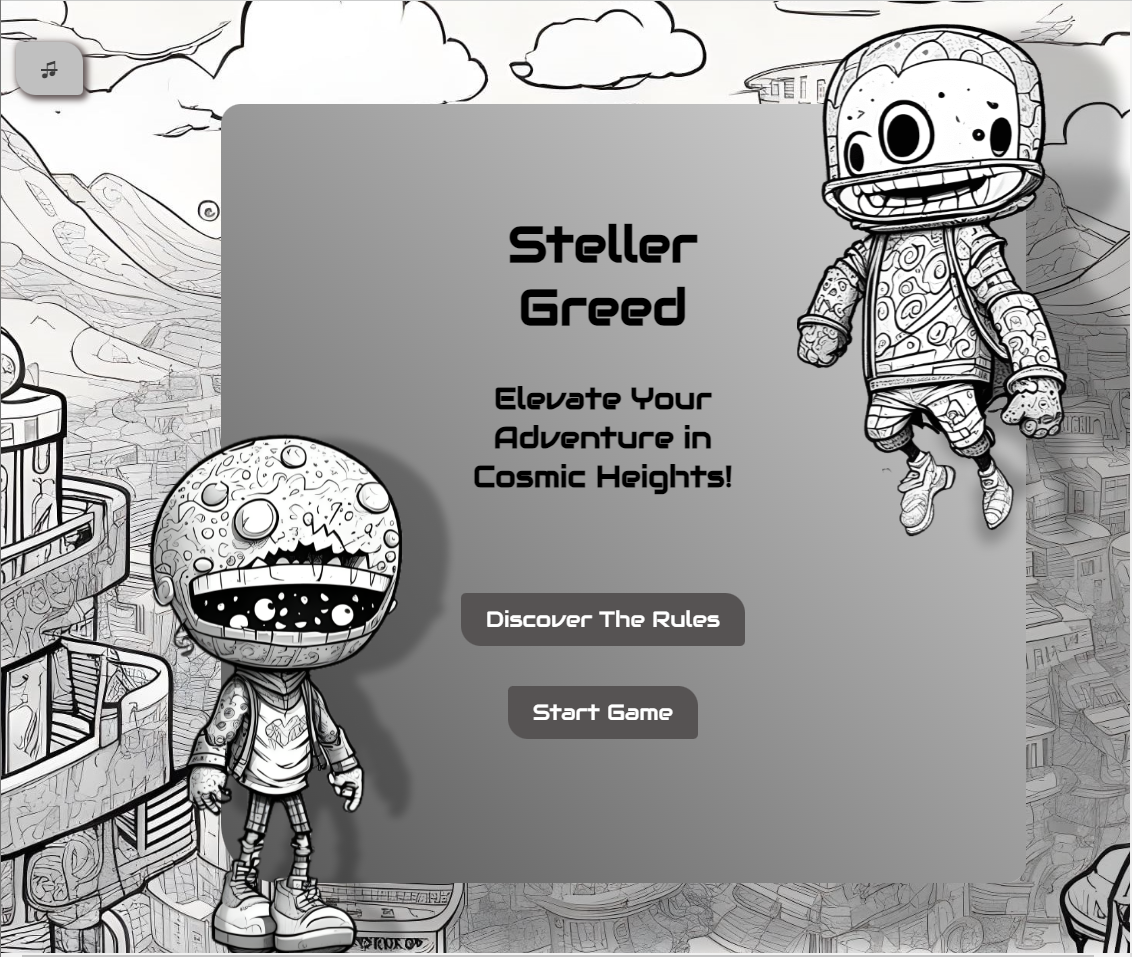 Steller
Greed
Elevate Your
Adventure in
Cosmic Heights!
Discover The Rules
Start Game